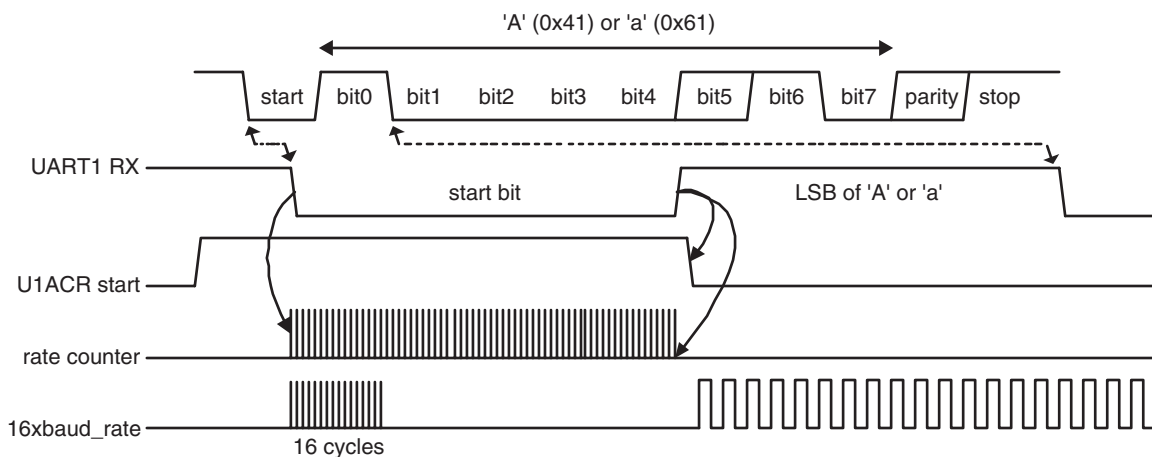 'A' (0x41) or 'a' (0x61)
start bit0 bit1 bit2 bit3 bit4 bit5 bit6 bit7 parity stop
UART1 RX
start bit
LSB of 'A' or 'a'
U1ACR start
rate counter
16xbaud_rate
16 cycles